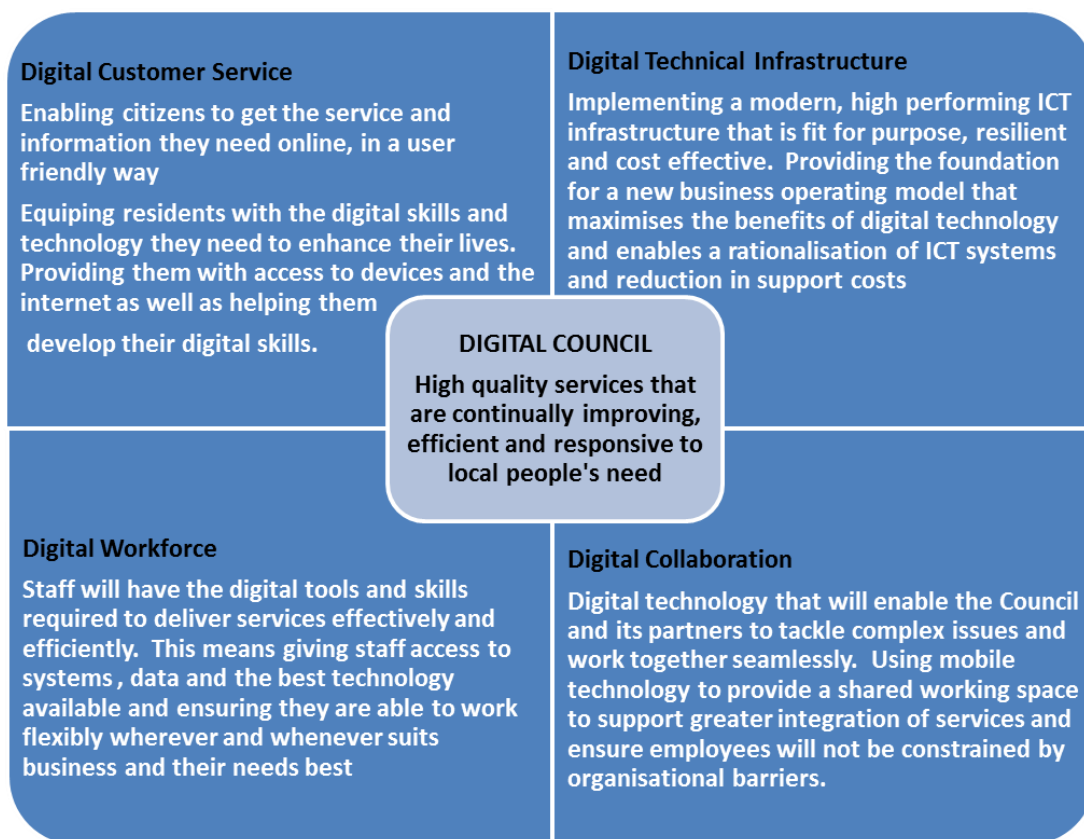 Digital Customer Service
Enabling citizens to get the service and
information they need online, in a user
friendly way
Equiping residents with the digital skills and
technology they need to enhance their lives.
Providing them with access to devices and the
internet as well as helping them
develop their digital skills.
Digital Technical Infrastructure
Implementing a modern, high performing ICT
infrastructure that is fit for purpose, resilient
and cost effective.  Providing the foundation
for a new business operating model that
maximises the benefits of digital technology
and enables a rationalisation of ICT systems
and reduction in support costs
DIGITAL COUNCIL
High quality services that
are continually improving,
efficient and responsive to
local people's need
Digital Workforce
Staff will have the digital tools and skills
required to deliver services effectively and
efficiently.  This means giving staff access to
systems , data and the best technology
available and ensuring they are able to work
flexibly wherever and whenever suits
business and their needs best
Digital Collaboration
Digital technology that will enable the Council
and its partners to tackle complex issues and
work together seamlessly.  Using mobile
technology to provide a shared working space
to support greater integration of services and
ensure employees will not be constrained by
organisational barriers.